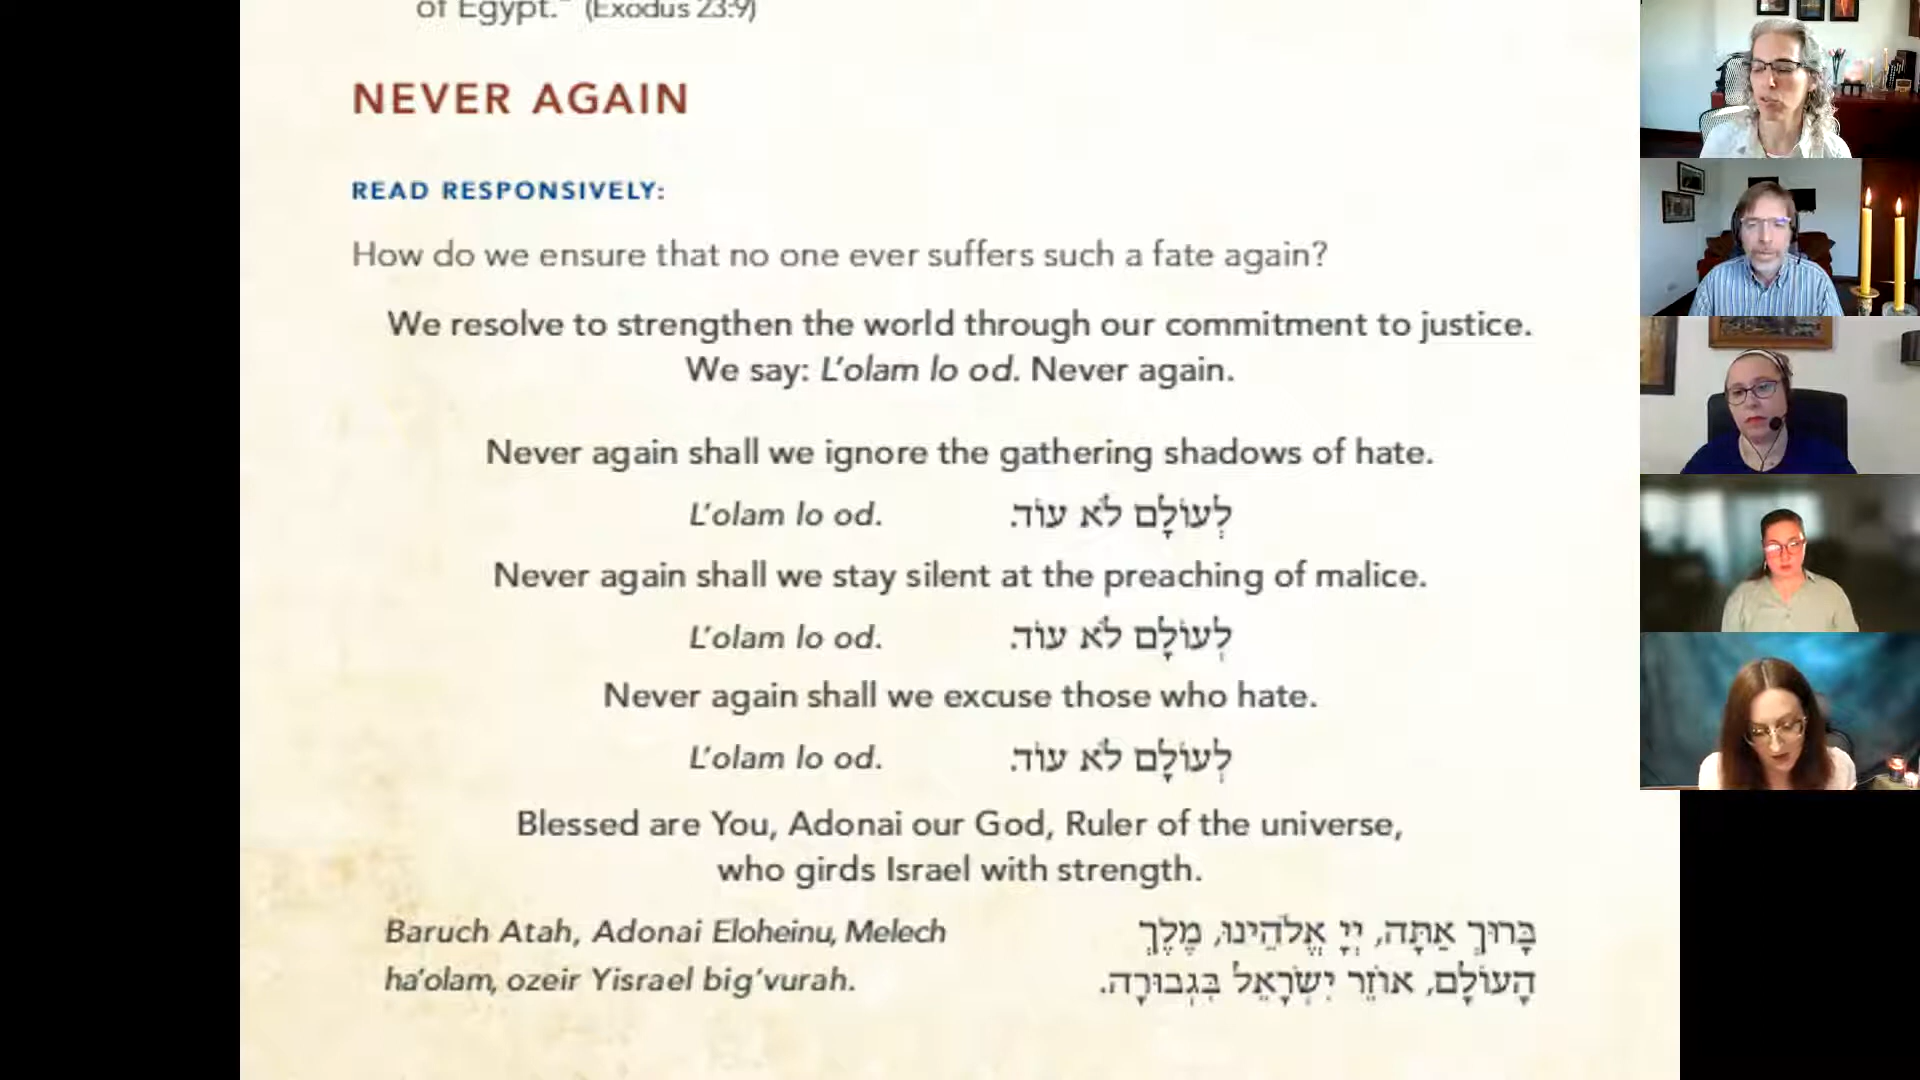 of Egypt." (Exodus 23:9)
NEVER AGAIN
READ RESPONSIVELY:
How do we ensure that no one ever suffers such a fate again?
We resolve to strengthen the world through our commitment to justice.
We say: L'olam lo od. Never again.
Never again shall we ignore the gathering shadows of hate.
L'olam lo od. לְעוֹלָם לֹא עוֹד.
Never again shall we stay silent at the preaching of malice.
L'olam lo od. לְעוֹלָם לֹא עוֹד.
Never again shall we excuse those who hate.
L'olam lo od. לְעוֹלָם לֹא עוֹד.
Blessed are You, Adonai our God, Ruler of the universe,
who girds Israel with strength.
Baruch Atah, Adonai Eloheinu, Melech
ha'olam, ozeir Yisrael big'vurah.
בָּרוּךְ אַתָּה, יְיָ אֱלֹהֵינוּ, מֶלֶךְ
הָעוֹלָם, אוֹזֵר יִשְׂרָאֵל בִּגְבוּרָה.